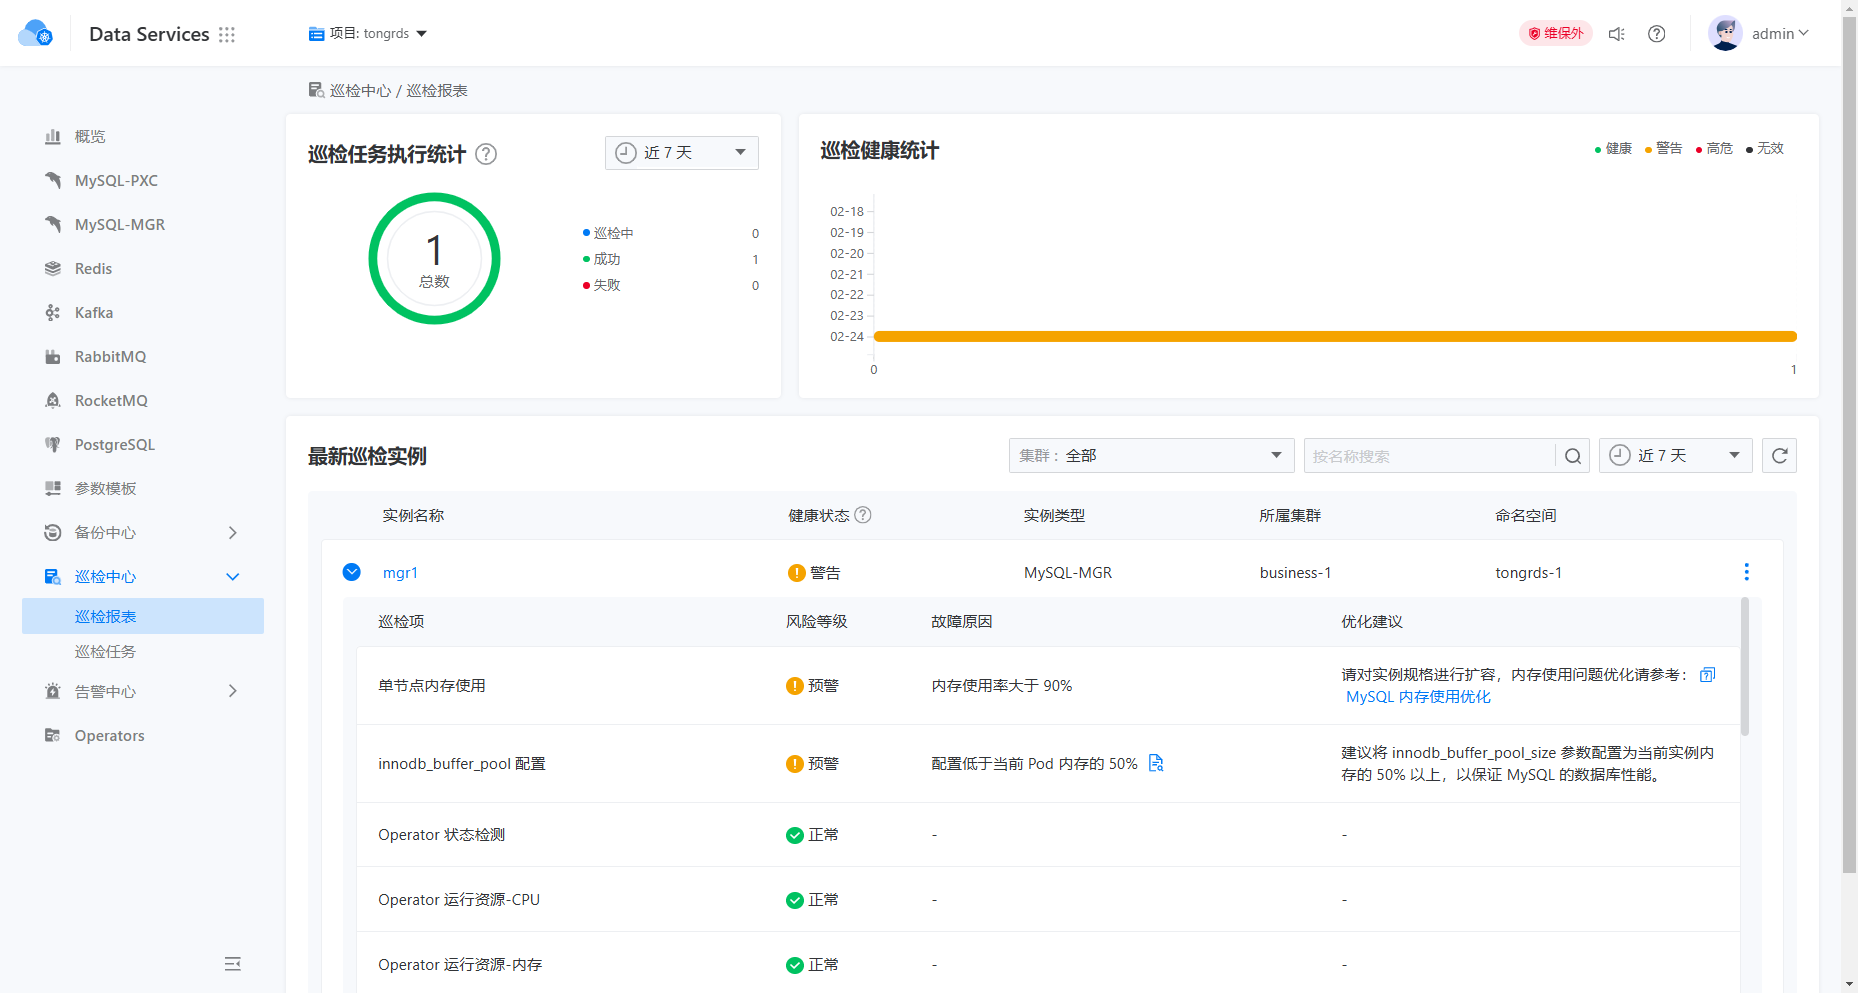 Data Services
项目: tongrds
维保外
admin
巡检中心 / 巡检报表
概览
MySQL-PXC
MySQL-MGR
Redis
Kafka
RabbitMQ
RocketMQ
PostgreSQL
参数模板
备份中心
巡检中心
巡检报表
巡检任务
告警中心
Operators
巡检任务执行统计
近 7 天
1
总数
巡检中 0
成功 1
失败 0
巡检健康统计
健康 警告 高危 无效
02-18
02-19
02-20
02-21
02-22
02-23
02-24
0 1
最新巡检实例
集群 : 全部
按名称搜索
近 7 天
实例名称 健康状态 实例类型 所属集群 命名空间
mgr1 警告 MySQL-MGR business-1 tongrds-1
巡检项 风险等级 故障原因 优化建议
单节点内存使用 预警 内存使用率大于 90% 请对实例规格进行扩容，内存使用问题优化请参考：
MySQL 内存使用优化
innodb_buffer_pool 配置 预警 配置低于当前 Pod 内存的 50% 建议将 innodb_buffer_pool_size 参数配置为当前实例内
存的 50% 以上，以保证 MySQL 的数据库性能。
Operator 状态检测 正常 - -
Operator 运行资源-CPU 正常 - -
Operator 运行资源-内存 正常 - -